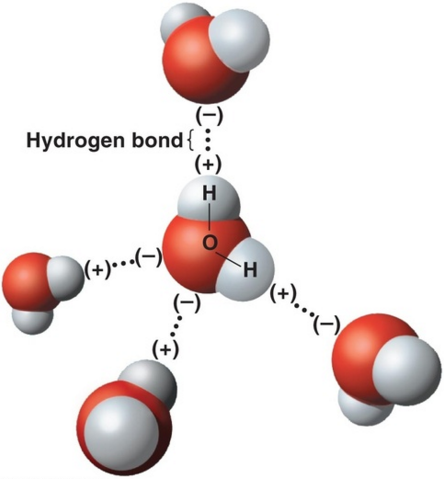 (–)
Hydrogen bond{
(+)
H
O
H
(+)
(–)
(–)
(+)
(–)
(+)